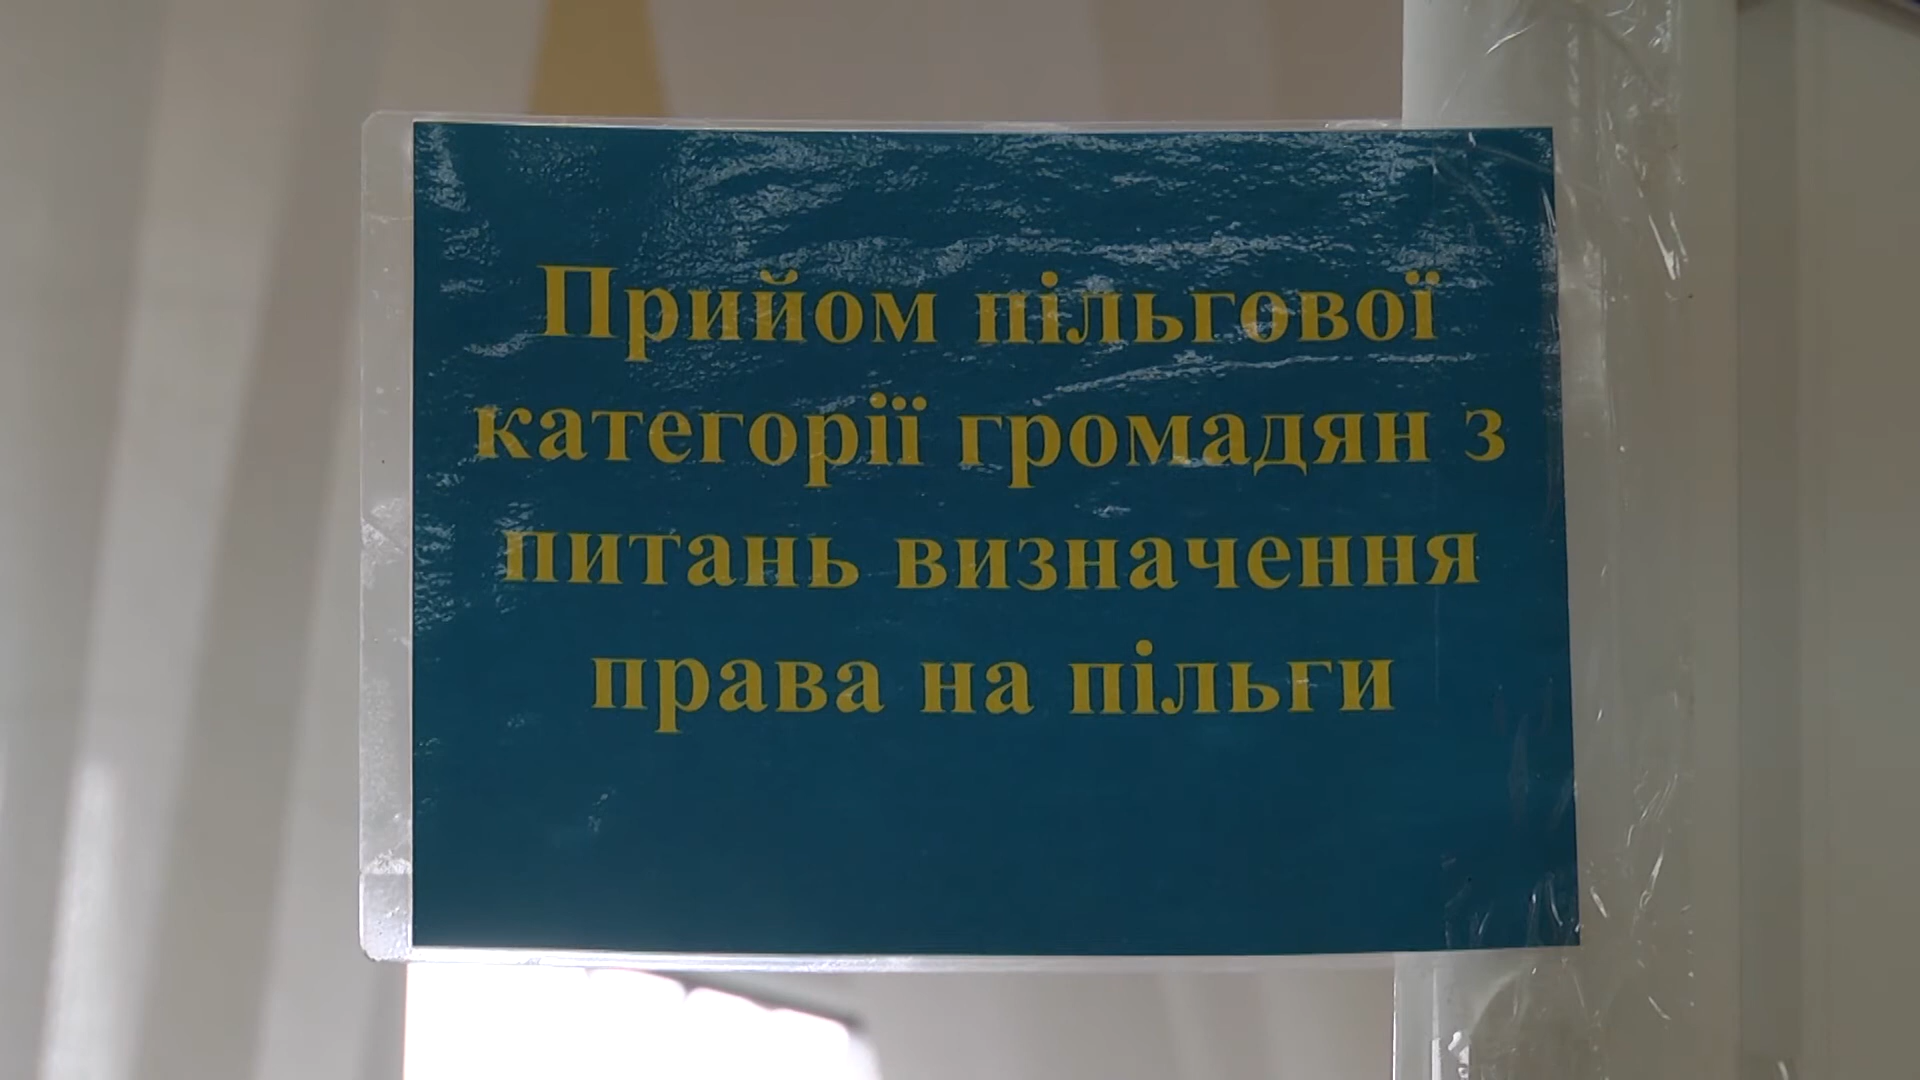 Прийом пільгової
категорії громадян з
питань визначення
права на пільги